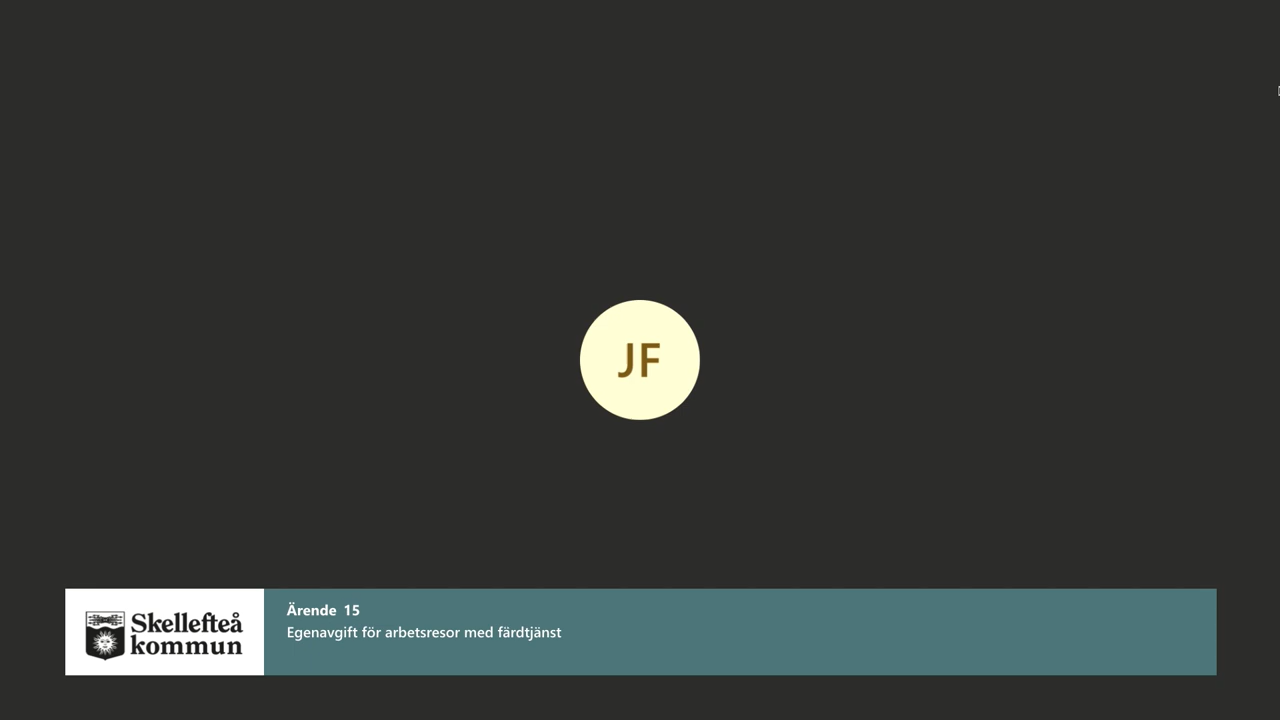 JF
Skellefteå
kommun
Ärende 15
Egenavgift för arbetsresor med färdtjänst